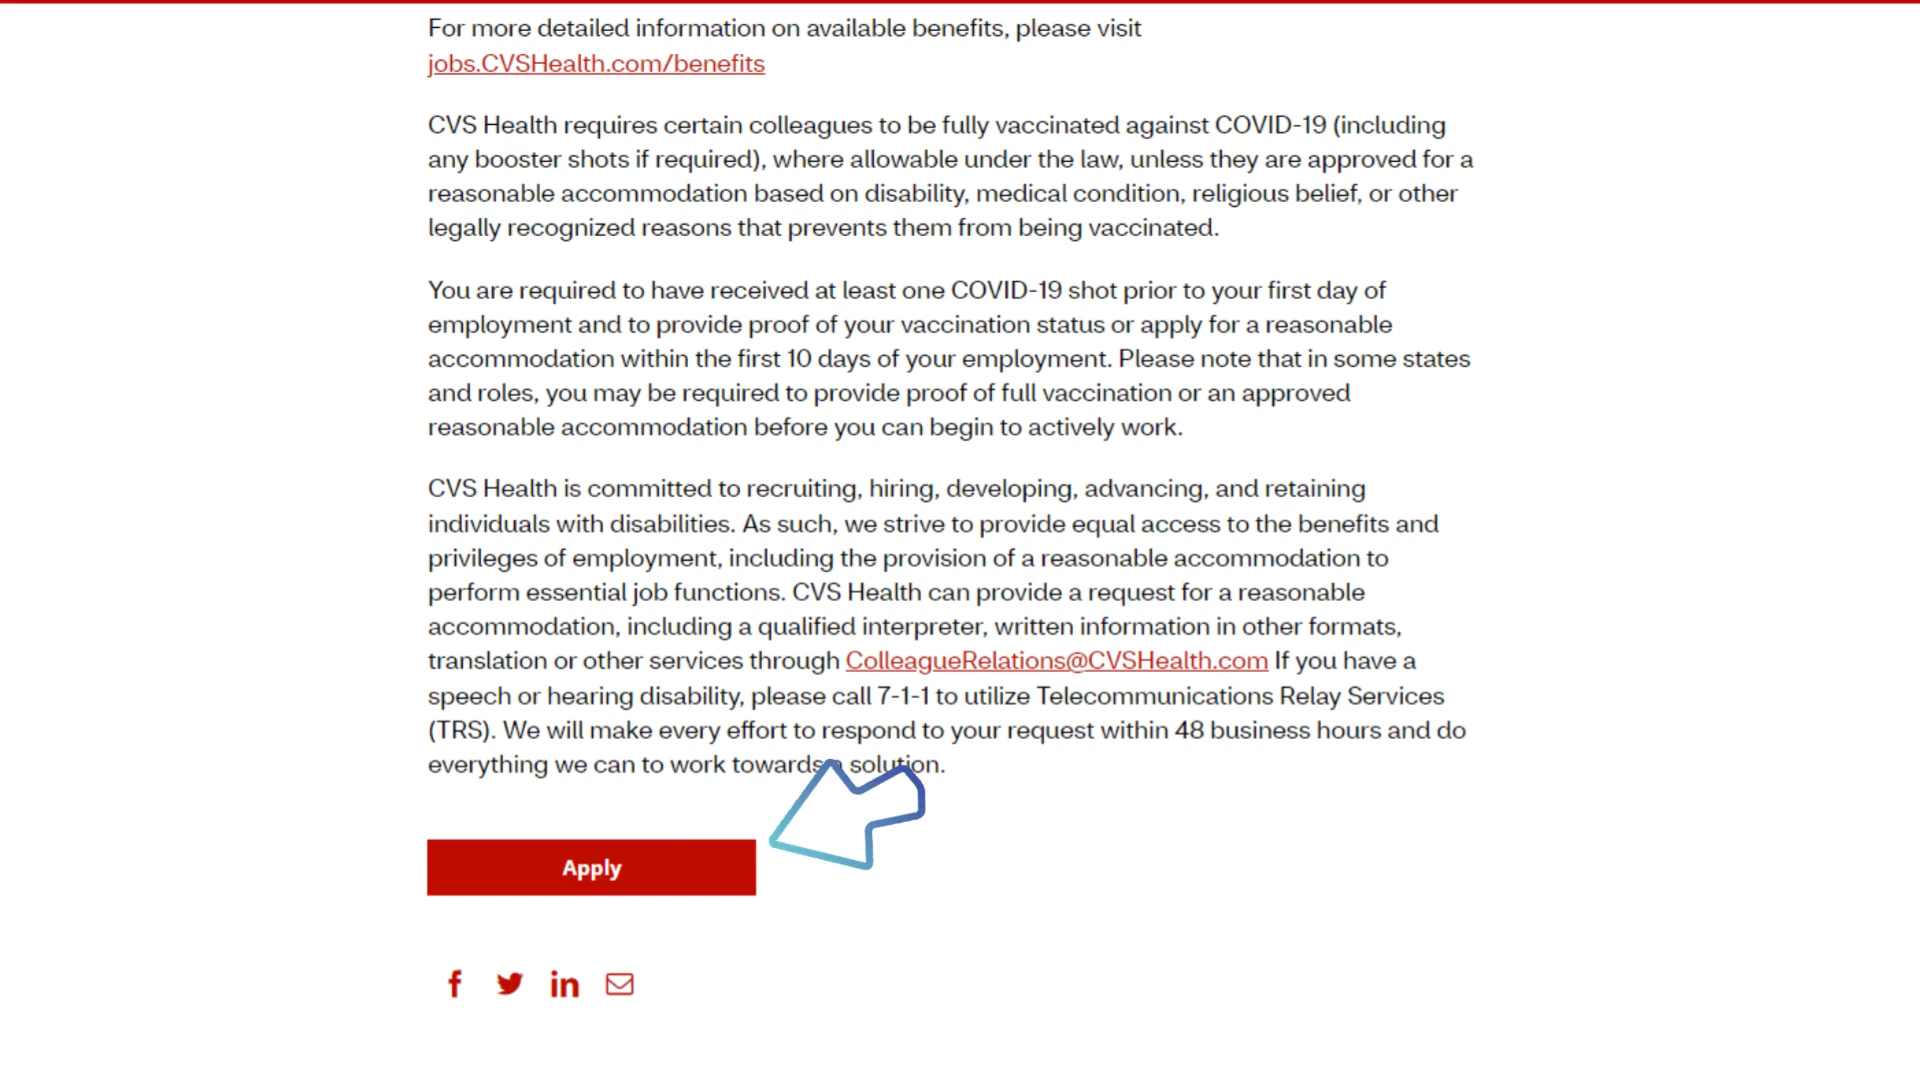 For more detailed information on available benefits, please visit
jobs.CVSHealth.com/benefits
CVS Health requires certain colleagues to be fully vaccinated against COVID-19 (including
any booster shots if required), where allowable under the law, unless they are approved for a
reasonable accommodation based on disability, medical condition, religious belief, or other
legally recognized reasons that prevents them from being vaccinated.
You are required to have received at least one COVID-19 shot prior to your first day of
employment and to provide proof of your vaccination status or apply for a reasonable
accommodation within the first 10 days of your employment. Please note that in some states
and roles, you may be required to provide proof of full vaccination or an approved
reasonable accommodation before you can begin to actively work.
CVS Health is committed to recruiting, hiring, developing, advancing, and retaining
individuals with disabilities. As such, we strive to provide equal access to the benefits and
privileges of employment, including the provision of a reasonable accommodation to
perform essential job functions. CVS Health can provide a request for a reasonable
accommodation, including a qualified interpreter, written information in other formats,
translation or other services through ColleagueRelations@CVSHealth.com If you have a
speech or hearing disability, please call 7-1-1 to utilize Telecommunications Relay Services
(TRS). We will make every effort to respond to your request within 48 business hours and do
everything we can to work towards a solution.
Apply